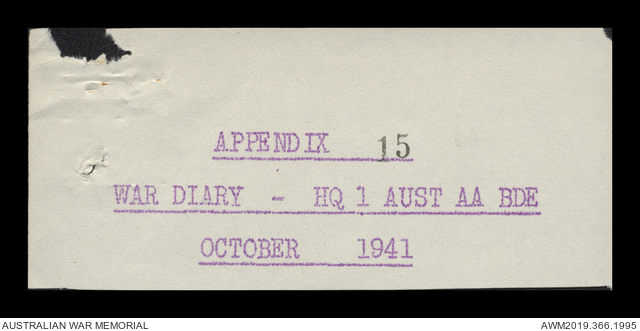 APPENDIX 15
WAR DIARY - HQ 1 AUST AA BDE
OCTOBER 1941
AUSTRALIAN WAR MEMORIAL
AWM2019.366.1995